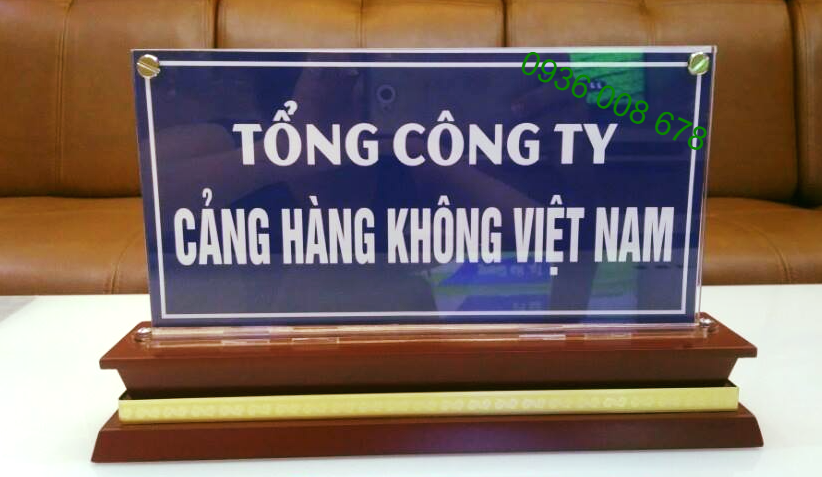 0936 008 678
TỔNG CÔNG TY
CẢNG HÀNG KHÔNG VIỆT NAM